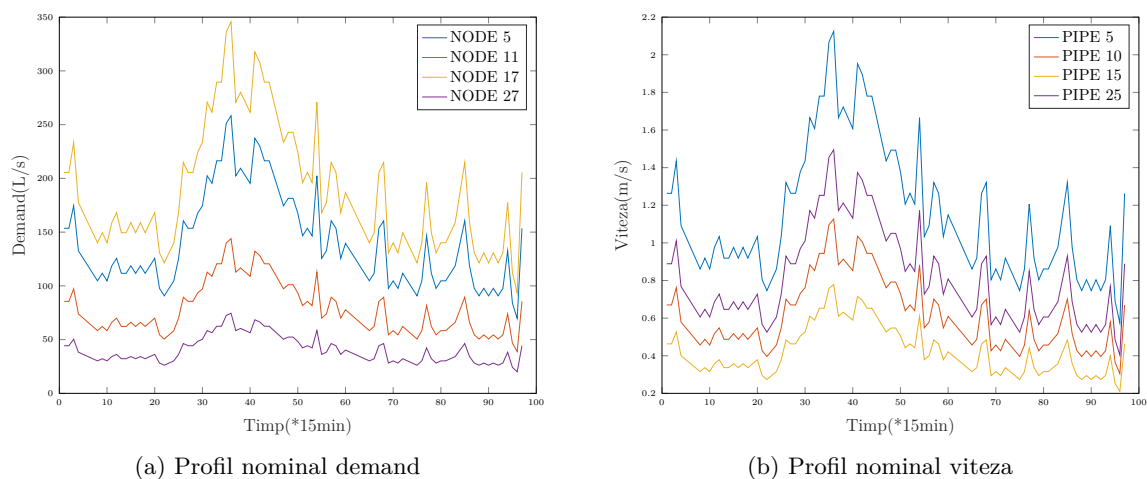 350
300
250
200
150
100
50
0
0 10 20 30 40 50 60 70 80 90 100
Demand(L/s)
Timp(*15min)
NODE 5
NODE 11
NODE 17
NODE 27
(a) Profil nominal demand
2.2
2
1.8
1.6
1.4
1.2
1
0.8
0.6
0.4
0.2
0 10 20 30 40 50 60 70 80 90 100
Viteza(m/s)
Timp(*15min)
PIPE 5
PIPE 10
PIPE 15
PIPE 25
(b) Profil nominal viteza